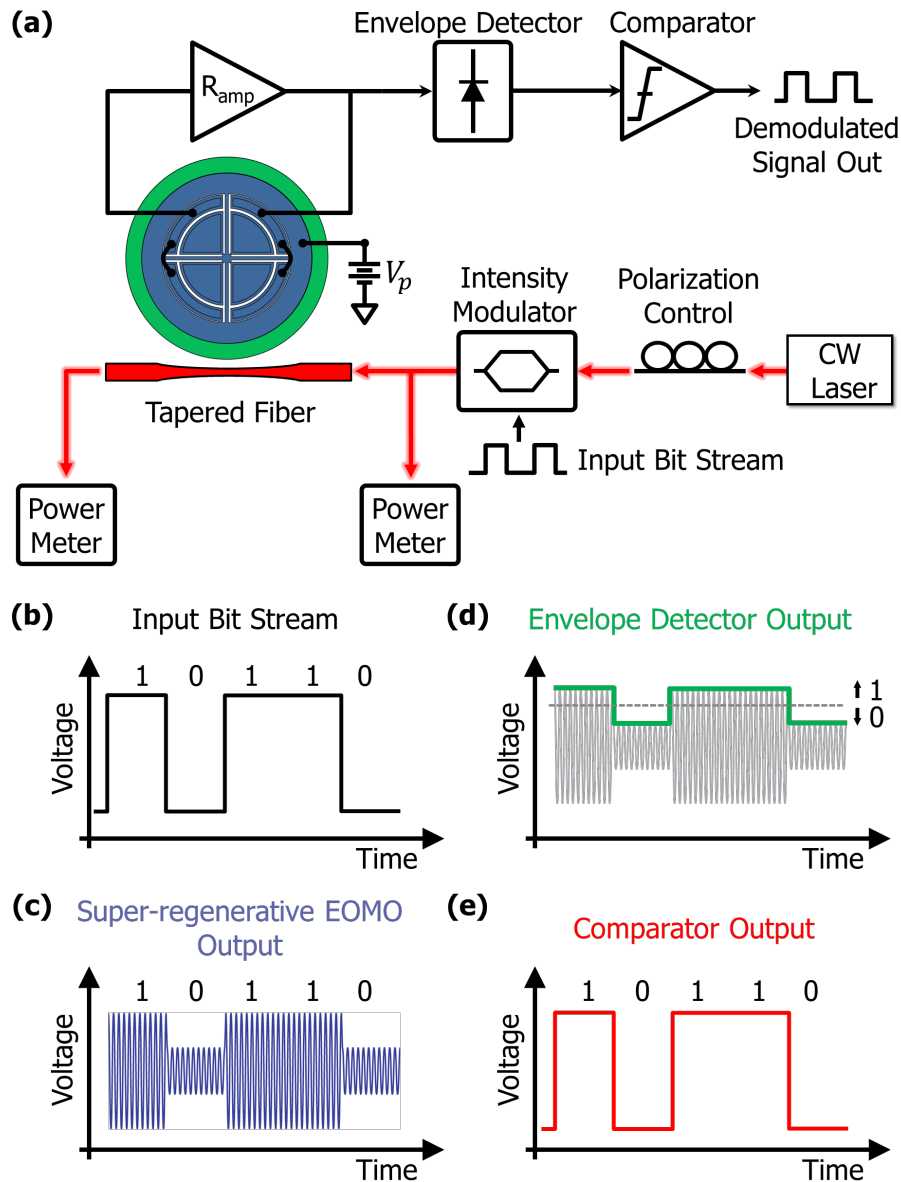 (a)
Envelope Detector
Comparator
R_amp
Demodulated
Signal Out
V_p
Intensity
Modulator
Polarization
Control
CW
Laser
Tapered Fiber
Input Bit Stream
Power
Meter
Power
Meter
(b)
Input Bit Stream
1 0 1 1 0
Voltage
Time
(d)
Envelope Detector Output
1
0
Voltage
Time
(c)
Super-regenerative EOMO
Output
1 0 1 1 0
Voltage
Time
(e)
Comparator Output
1 0 1 1 0
Voltage
Time